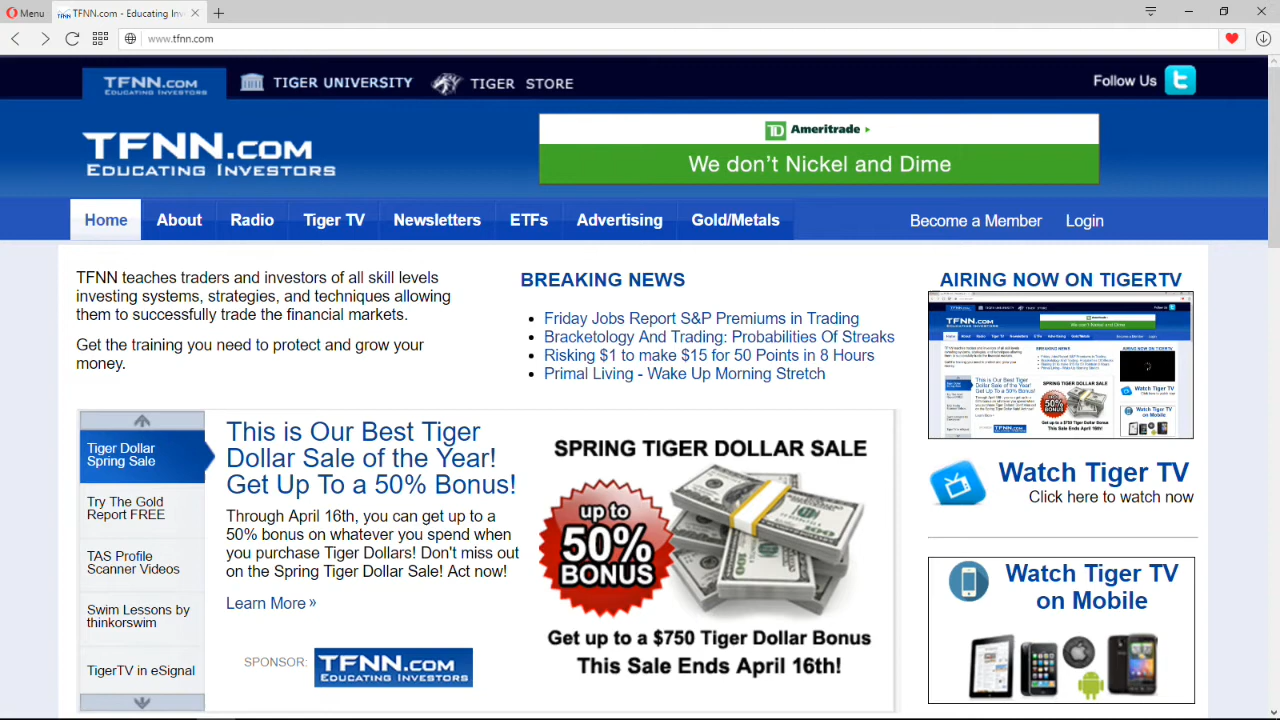 Menu
TFNN.com - Educating Inv
www.tfnn.com
TFNN.COM
EDUCATING INVESTORS
TIGER UNIVERSITY
TIGER STORE
Follow Us
TFNN.COM
EDUCATING INVESTORS
TD Ameritrade
We don't Nickel and Dime
Home
About
Radio
Tiger TV
Newsletters
ETFs
Advertising
Gold/Metals
Become a Member
Login
TFNN teaches traders and investors of all skill levels
investing systems, strategies, and techniques allowing
them to successfully trade the financial markets.
Get the training you need to learn to manage your
money.
BREAKING NEWS
Friday Jobs Report S&P Premiums in Trading
Bracketology And Trading: Probabilities Of Streaks
Risking $1 to make $15 for 50 Points in 8 Hours
Primal Living - Wake Up Morning Stretch
AIRING NOW ON TIGERTV
Tiger Dollar
Spring Sale
Try The Gold
Report FREE
TAS Profile
Scanner Videos
Swim Lessons by
thinkorswim
TigerTV in eSignal
This is Our Best Tiger
Dollar Sale of the Year!
Get Up To a 50% Bonus!
Through April 16th, you can get up to a
50% bonus on whatever you spend when
you purchase Tiger Dollars! Don't miss out
on the Spring Tiger Dollar Sale! Act now!
Learn More »
SPONSOR:
TFNN.COM
EDUCATING INVESTORS
SPRING TIGER DOLLAR SALE
up to
50%
BONUS
Get up to a $750 Tiger Dollar Bonus
This Sale Ends April 16th!
Watch Tiger TV
Click here to watch now
Watch Tiger TV
on Mobile